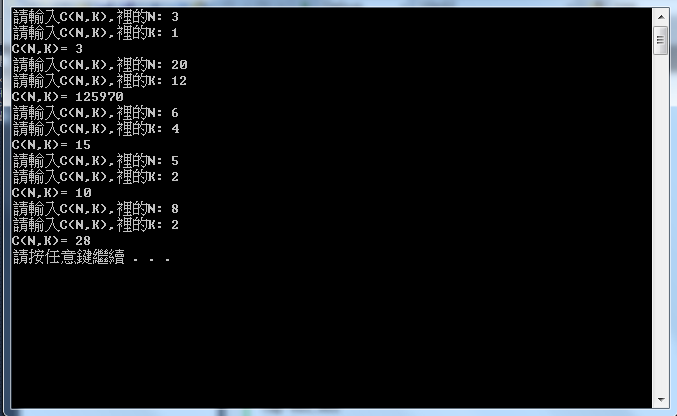 請輸入C(N,K),裡的N: 3
請輸入C(N,K),裡的K: 1
C(N,K)= 3
請輸入C(N,K),裡的N: 20
請輸入C(N,K),裡的K: 12
C(N,K)= 125970
請輸入C(N,K),裡的N: 6
請輸入C(N,K),裡的K: 4
C(N,K)= 15
請輸入C(N,K),裡的N: 5
請輸入C(N,K),裡的K: 2
C(N,K)= 10
請輸入C(N,K),裡的N: 8
請輸入C(N,K),裡的K: 2
C(N,K)= 28
請按任意鍵繼續 . . .